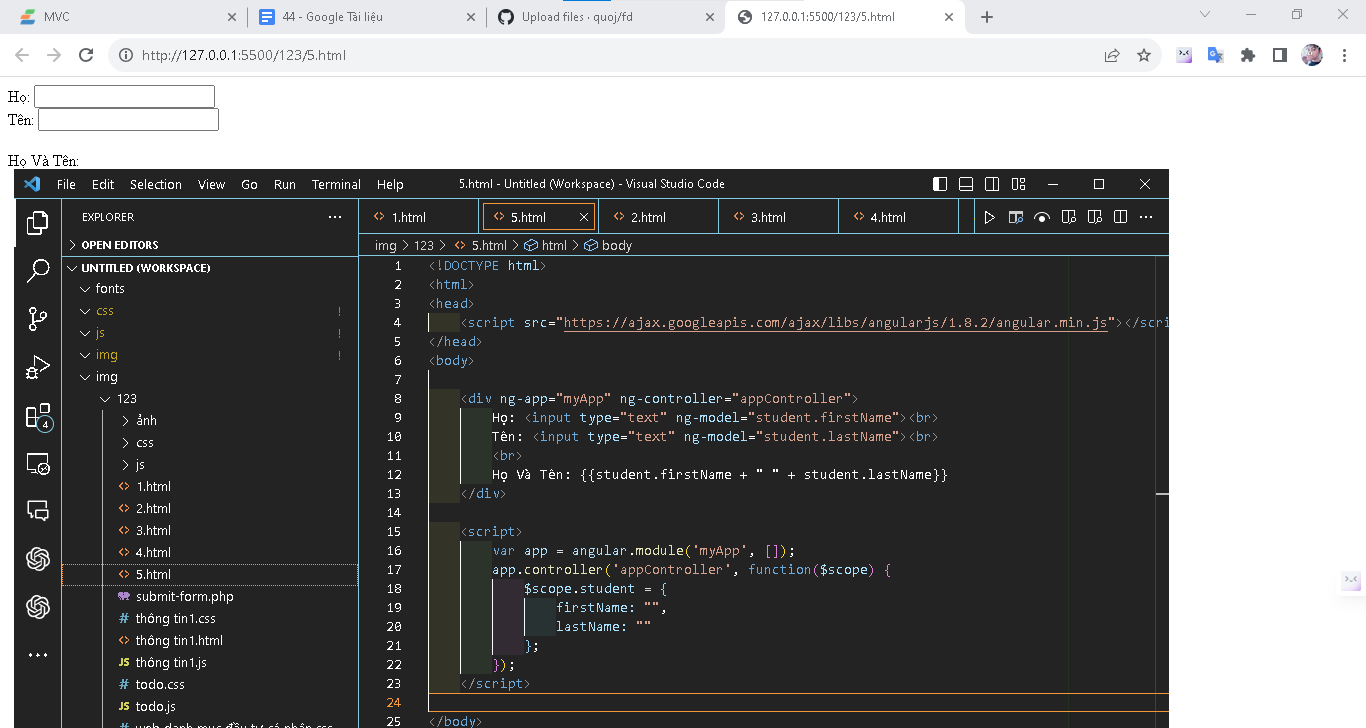 MVC
44 - Google Tài liệu
Upload files · quoj/fd
127.0.0.1:5500/123/5.html
http://127.0.0.1:5500/123/5.html
Họ:
Tên:
Họ Và Tên:
File Edit Selection View Go Run Terminal Help 5.html - Untitled (Workspace) - Visual Studio Code
EXPLORER
OPEN EDITORS
UNTITLED (WORKSPACE)
fonts
css !
js !
img !
img
123
ảnh
css
js
1.html
2.html
3.html
4.html
5.html
submit-form.php
thông tin1.css
thông tin1.html
thông tin1.js
todo.css
todo.js
4
1.html 5.html 2.html 3.html 4.html
img > 123 > 5.html > html > body
1 <!DOCTYPE html>
2 <html>
3 <head>
4 <script src="https://ajax.googleapis.com/ajax/libs/angularjs/1.8.2/angular.min.js"></scri
5 </head>
6 <body>
7
8 <div ng-app="myApp" ng-controller="appController">
9 Họ: <input type="text" ng-model="student.firstName"><br>
10 Tên: <input type="text" ng-model="student.lastName"><br>
11 <br>
12 Họ Và Tên: {{student.firstName + " " + student.lastName}}
13 </div>
14
15 <script>
16 var app = angular.module('myApp', []);
17 app.controller('appController', function($scope) {
18 $scope.student = {
19 firstName: "",
20 lastName: ""
21 };
22 });
23 </script>
24
25 </body>